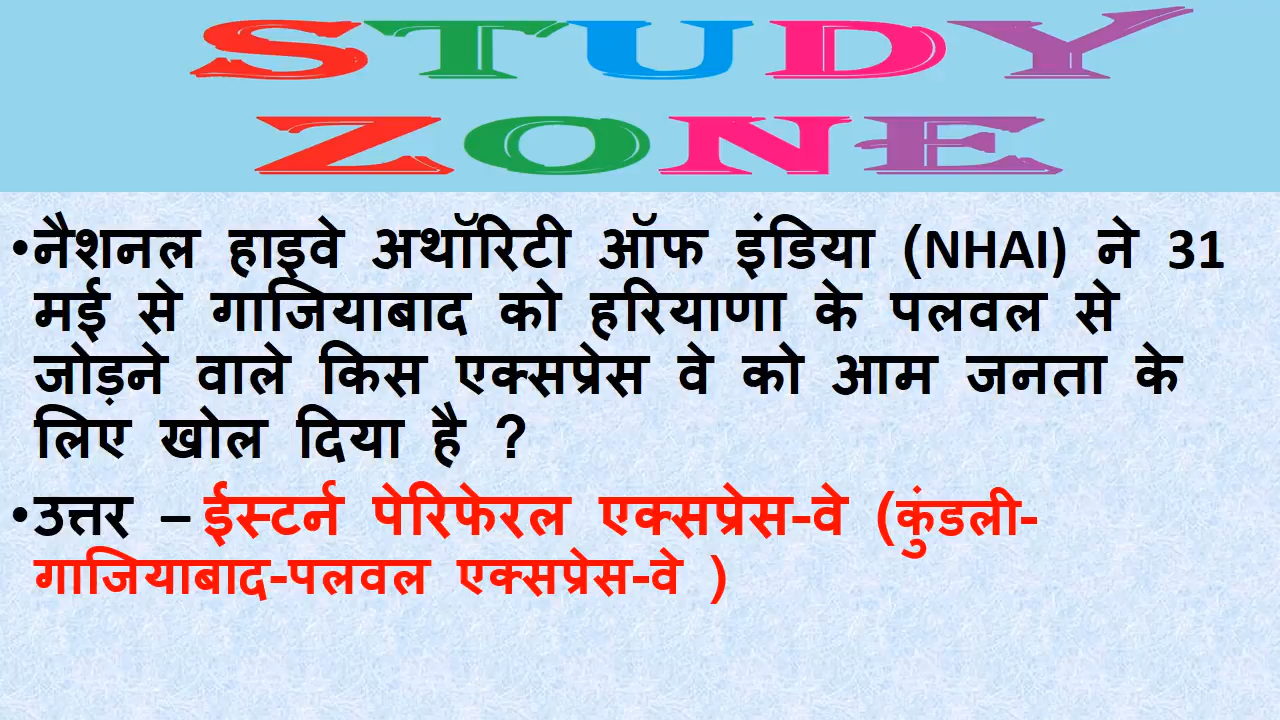 STUDY
ZONE
•नैशनल हाइवे अथॉरिटी ऑफ इंडिया (NHAI) ने 31
मई से गाजियाबाद को हरियाणा के पलवल से
जोड़ने वाले किस एक्सप्रेस वे को आम जनता के
लिए खोल दिया है ?
•उत्तर – ईस्टर्न पेरिफेरल एक्सप्रेस-वे (कुंडली-
गाजियाबाद-पलवल एक्सप्रेस-वे )